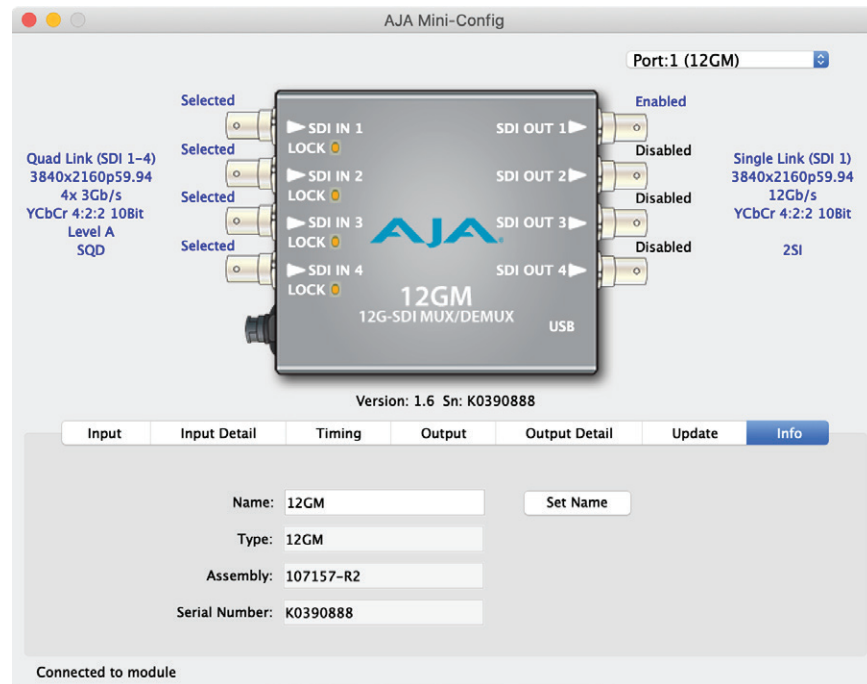 AJA Mini-Config
Port:1 (12GM)
Selected
Selected
Selected
Selected
Quad Link (SDI 1-4)
3840x2160p59.94
4x 3Gb/s
YCbCr 4:2:2 10Bit
Level A
SQD
SDI IN 1
LOCK
SDI IN 2
LOCK
SDI IN 3
LOCK
SDI IN 4
LOCK
SDI OUT 1
SDI OUT 2
SDI OUT 3
SDI OUT 4
AJA
12GM
12G-SDI MUX/DEMUX
USB
Enabled
Disabled
Disabled
Disabled
Single Link (SDI 1)
3840x2160p59.94
12Gb/s
YCbCr 4:2:2 10Bit
2SI
Version: 1.6 Sn: K0390888
Input Input Detail Timing Output Output Detail Update Info
Name: 12GM Set Name
Type: 12GM
Assembly: 107157-R2
Serial Number: K0390888
Connected to module